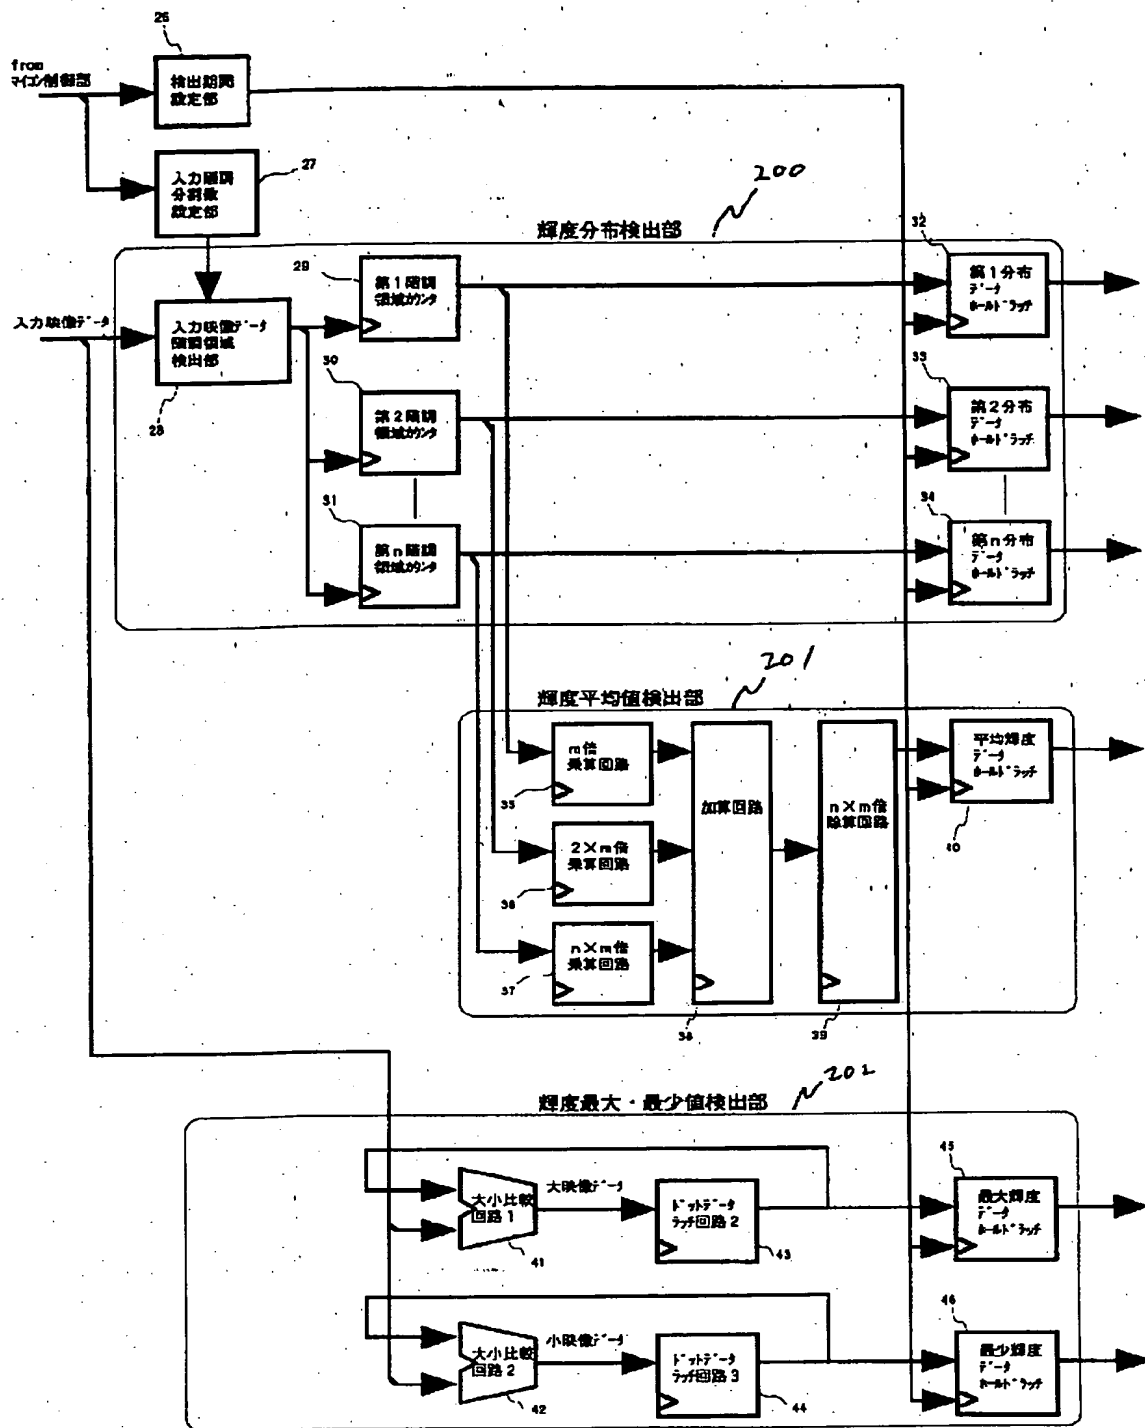 26
from
マイコン制御部
検出期間
設定部
27
入力階調
分割数
設定部
200
輝度分布検出部
入力映像データ
入力映像データ
階調領域
検出部
28
29
第1階調
領域カウンタ
30
第2階調
領域カウンタ
31
第n階調
領域カウンタ
32
第1分布
データ
ホールドラッチ
33
第2分布
データ
ホールドラッチ
34
第n分布
データ
ホールドラッチ
201
輝度平均値検出部
m倍
乗算回路
35
2×m倍
乗算回路
36
n×m倍
乗算回路
37
加算回路
38
n×m倍
除算回路
39
平均輝度
データ
ホールドラッチ
40
202
輝度最大・最少値検出部
大小比較
回路1
41
大映像データ
ドットデータ
ラッチ回路2
43
45
最大輝度
データ
ホールドラッチ
大小比較
回路2
42
小映像データ
ドットデータ
ラッチ回路3
44
46
最少輝度
データ
ホールドラッチ